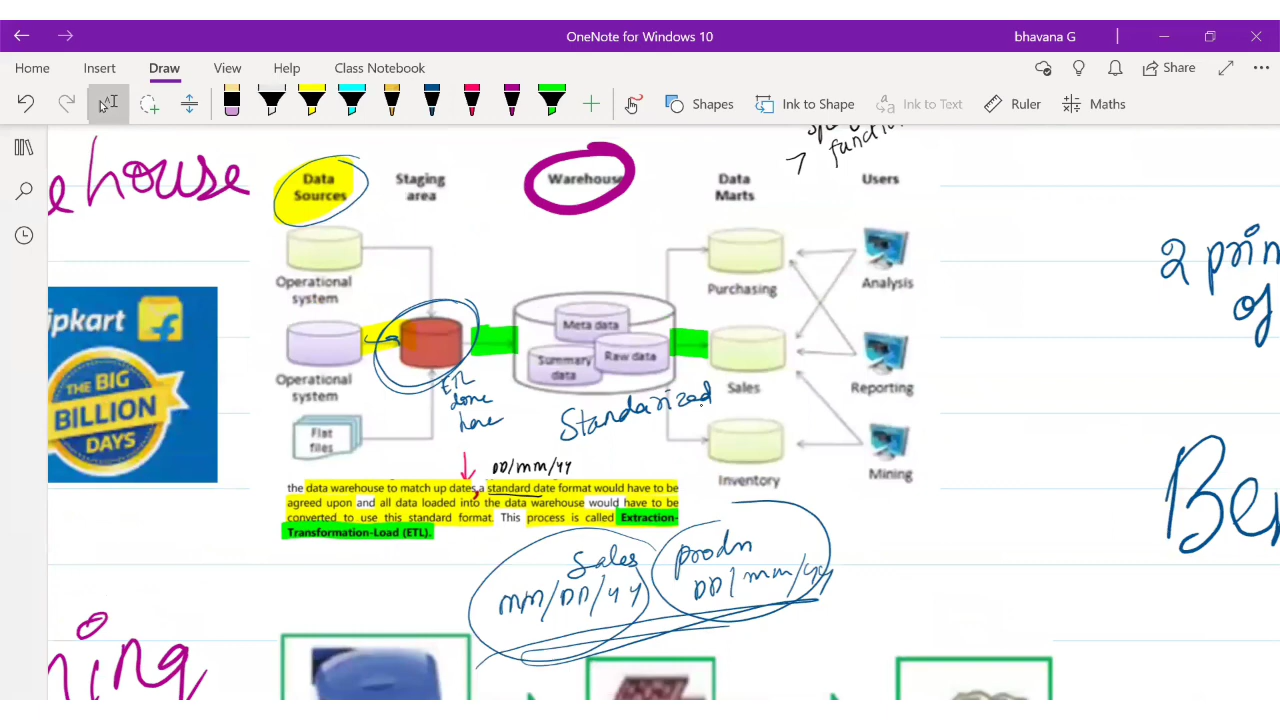 OneNote for Windows 10
bhavana G
Home Insert Draw View Help Class Notebook
Share
Shapes
Ink to Shape
Ink to Text
Ruler
Maths
function
ehouse
Data Sources
Staging area
Warehouse
Data Marts
Users
Operational system
Operational system
Flat files
ETL
done
here
Meta data
Summary data
Raw data
Standarized
Purchasing
Sales
Inventory
Analysis
Reporting
Mining
ipkart
THE BIG
BILLION
DAYS
2 prin
of
Ben
DD/mm/yy
the data warehouse to match up dates, a standard date format would have to be
agreed upon and all data loaded into the data warehouse would have to be
converted to use this standard format. This process is called Extraction-
Transformation-Load (ETL).
Sales
mm/DD/yy
prodn
DD/mm/yy
ning